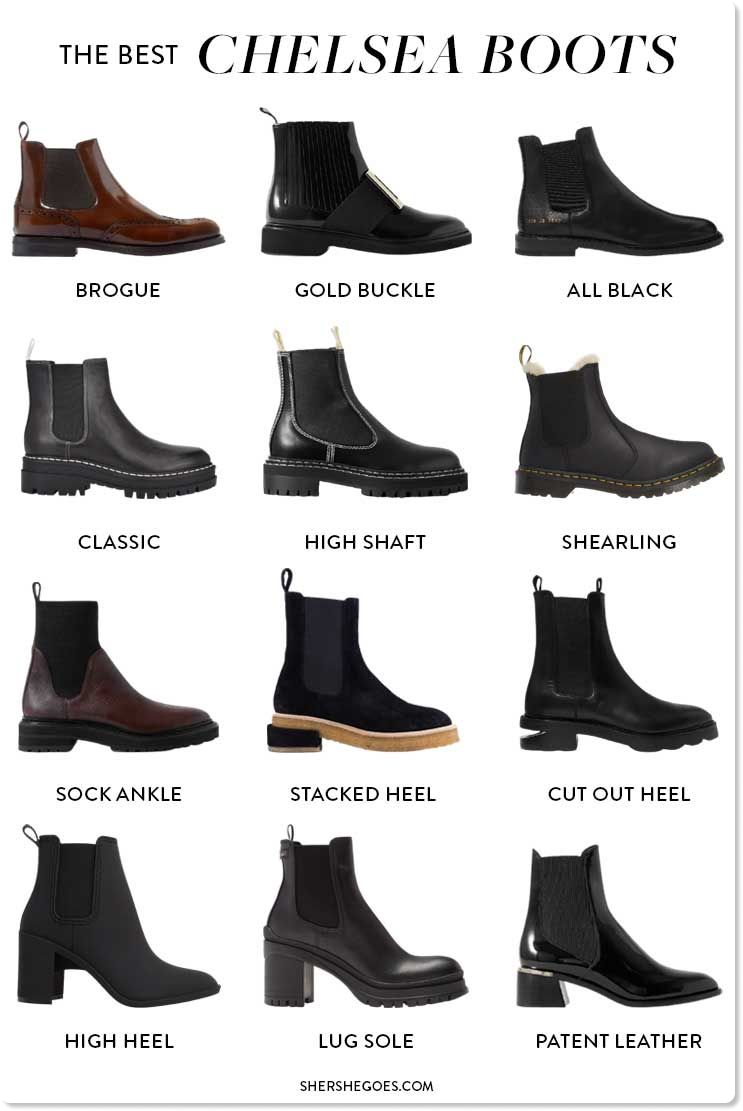 THE BEST CHELSEA BOOTS
BROGUE
GOLD BUCKLE
ALL BLACK
CLASSIC
HIGH SHAFT
SHEARLING
SOCK ANKLE
STACKED HEEL
CUT OUT HEEL
HIGH HEEL
LUG SOLE
PATENT LEATHER
SHERSHEGOES.COM